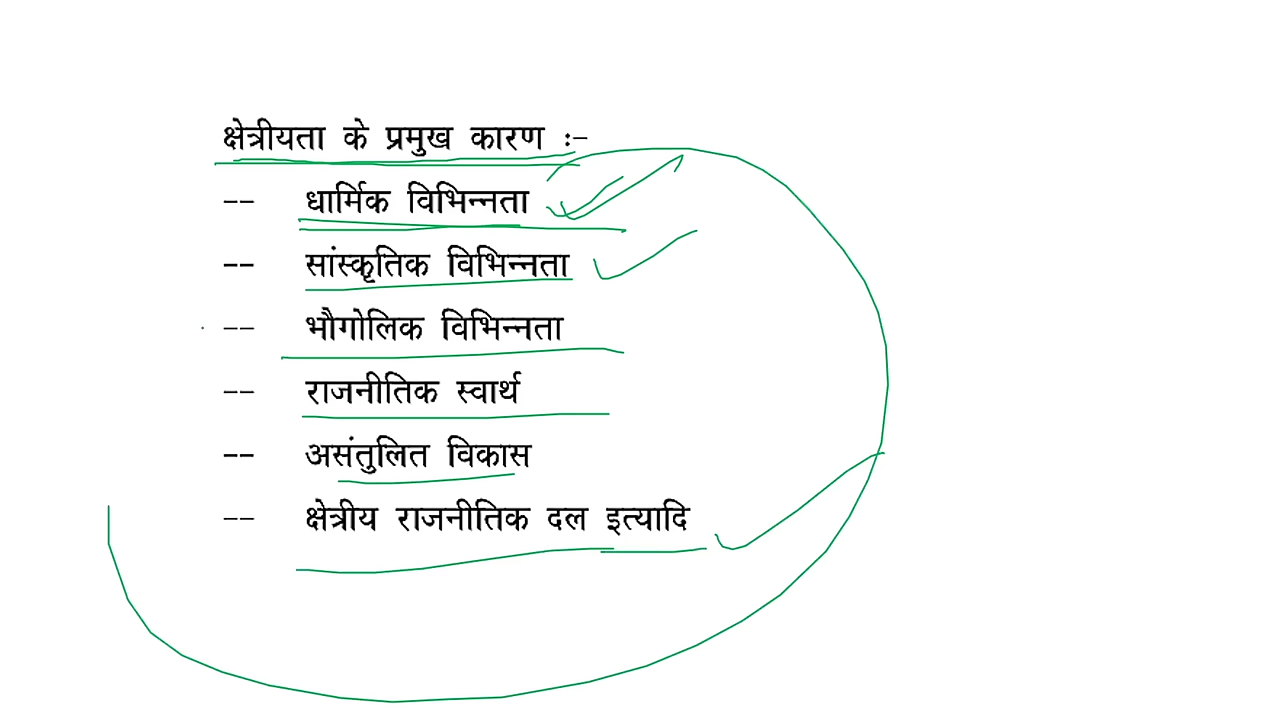 क्षेत्रीयता के प्रमुख कारण :-
-- धार्मिक विभिन्नता
-- सांस्कृतिक विभिन्नता
-- भौगोलिक विभिन्नता
-- राजनीतिक स्वार्थ
-- असंतुलित विकास
-- क्षेत्रीय राजनीतिक दल इत्यादि